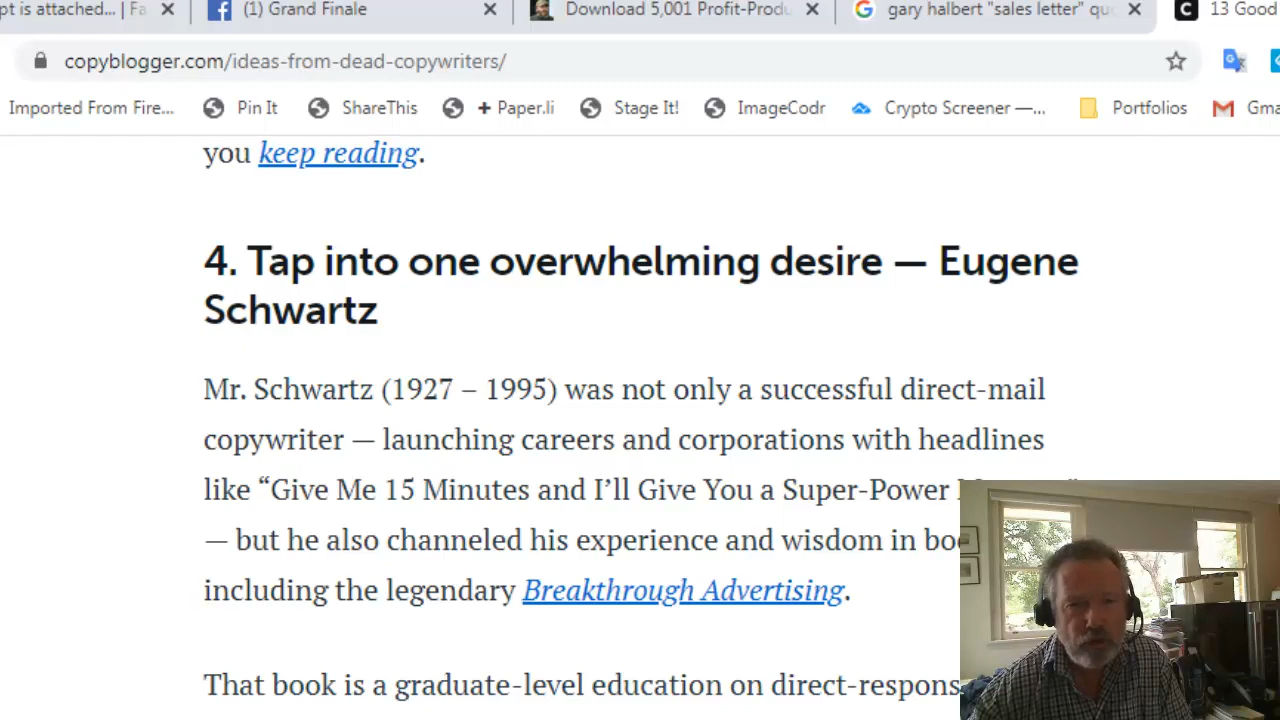 pt is attached... | Fa
(1) Grand Finale
Download 5,001 Profit-Produ
gary halbert "sales letter" quo
13 Good
copyblogger.com/ideas-from-dead-copywriters/
Imported From Fire...
Pin It
ShareThis
+ Paper.li
Stage It!
ImageCodr
Crypto Screener —...
Portfolios
Gma
you keep reading.
4. Tap into one overwhelming desire — Eugene
Schwartz
Mr. Schwartz (1927 – 1995) was not only a successful direct-mail
copywriter — launching careers and corporations with headlines
like “Give Me 15 Minutes and I’ll Give You a Super-Power
— but he also channeled his experience and wisdom in bo
including the legendary Breakthrough Advertising.
That book is a graduate-level education on direct-respons